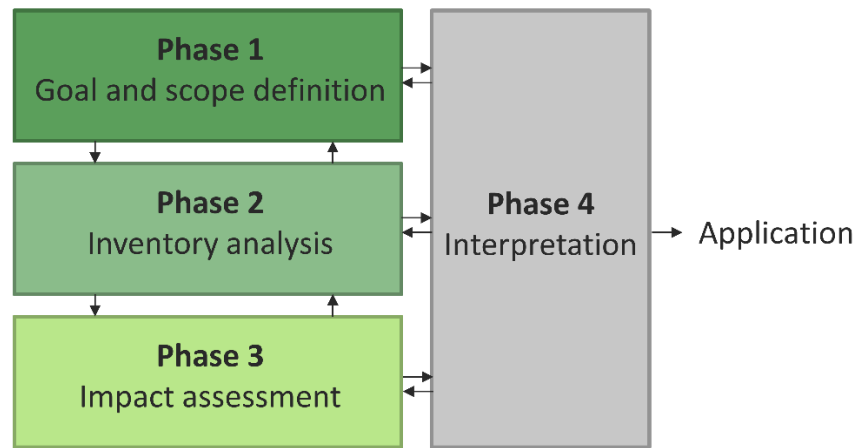 Phase 1
Goal and scope definition
Phase 2
Inventory analysis
Phase 3
Impact assessment
Phase 4
Interpretation
Application